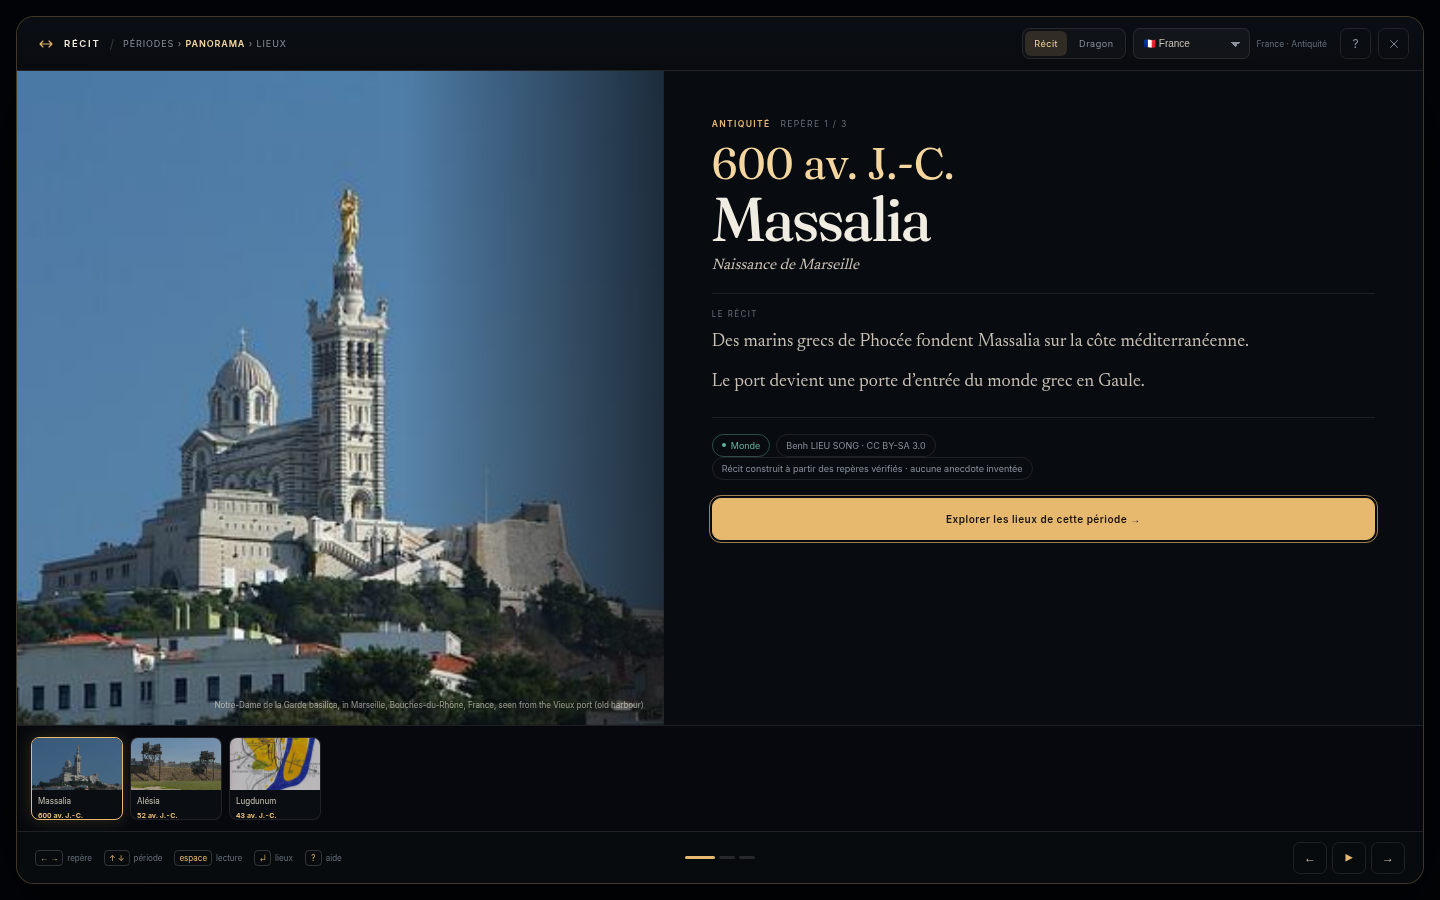 ↔ RÉCIT / PÉRIODES › PANORAMA › LIEUX
Récit Dragon France France · Antiquité ? ×
ANTIQUITÉ REPÈRE 1 / 3
600 av. J.-C.
Massalia
Naissance de Marseille
LE RÉCIT
Des marins grecs de Phocée fondent Massalia sur la côte méditerranéenne.
Le port devient une porte d’entrée du monde grec en Gaule.
Monde Benh LIEU SONG · CC BY-SA 3.0
Récit construit à partir des repères vérifiés · aucune anecdote inventée
Explorer les lieux de cette période →
Notre-Dame de la Garde basilica, in Marseille, Bouches-du-Rhône, France, seen from the Vieux port (old harbour)
Massalia
600 av. J.-C.
Alésia
52 av. J.-C.
Lugdunum
43 av. J.-C.
← → repère ↑ ↓ période espace lecture ↵ lieux ? aide
← ▶ →